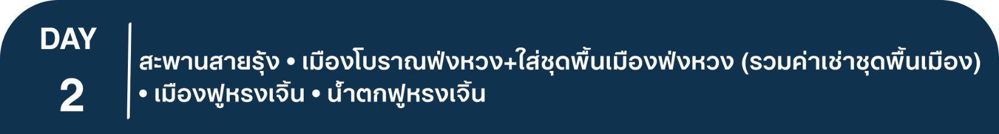 DAY
2
สะพานสายรุ้ง • เมืองโบราณฟ่งหวง+ใส่ชุดพื้นเมืองฟ่งหวง (รวมค่าเช่าชุดพื้นเมือง)
• เมืองฟูหรงเจิ้น • น้ำตกฟูหรงเจิ้น